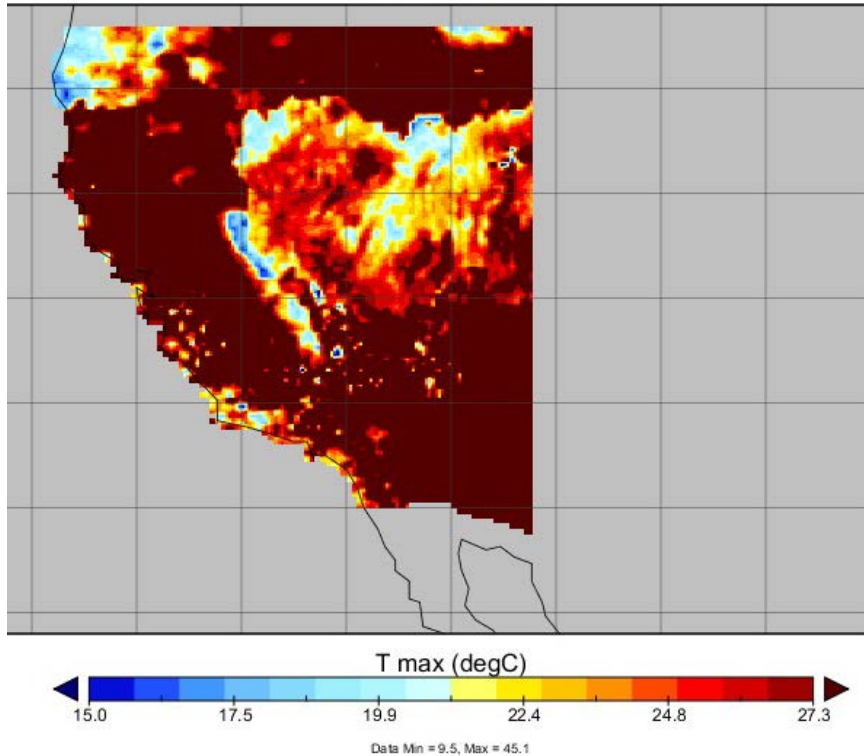 T max (degC)
15.0 17.5 19.9 22.4 24.8 27.3
Data Min = 9.5, Max = 45.1